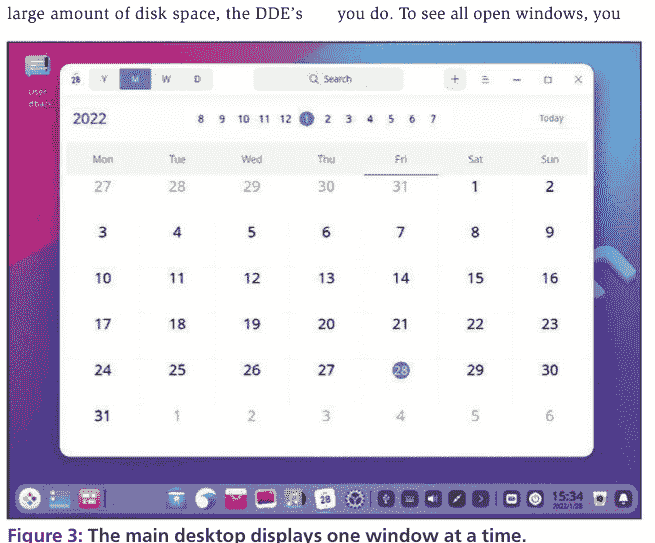 large amount of disk space, the DDE's
you do. To see all open windows, you
28 Y M W D Search
2022 8 9 10 11 12 1 2 3 4 5 6 7 Today
Mon Tue Wed Thu Fri Sat Sun
27 28 29 30 31 1 2
3 4 5 6 7 8 9
10 11 12 13 14 15 16
17 18 19 20 21 22 23
24 25 26 27 28 29 30
31 1 2 3 4 5 6
28 15:34
2022/1/28
Figure 3: The main desktop displays one window at a time.